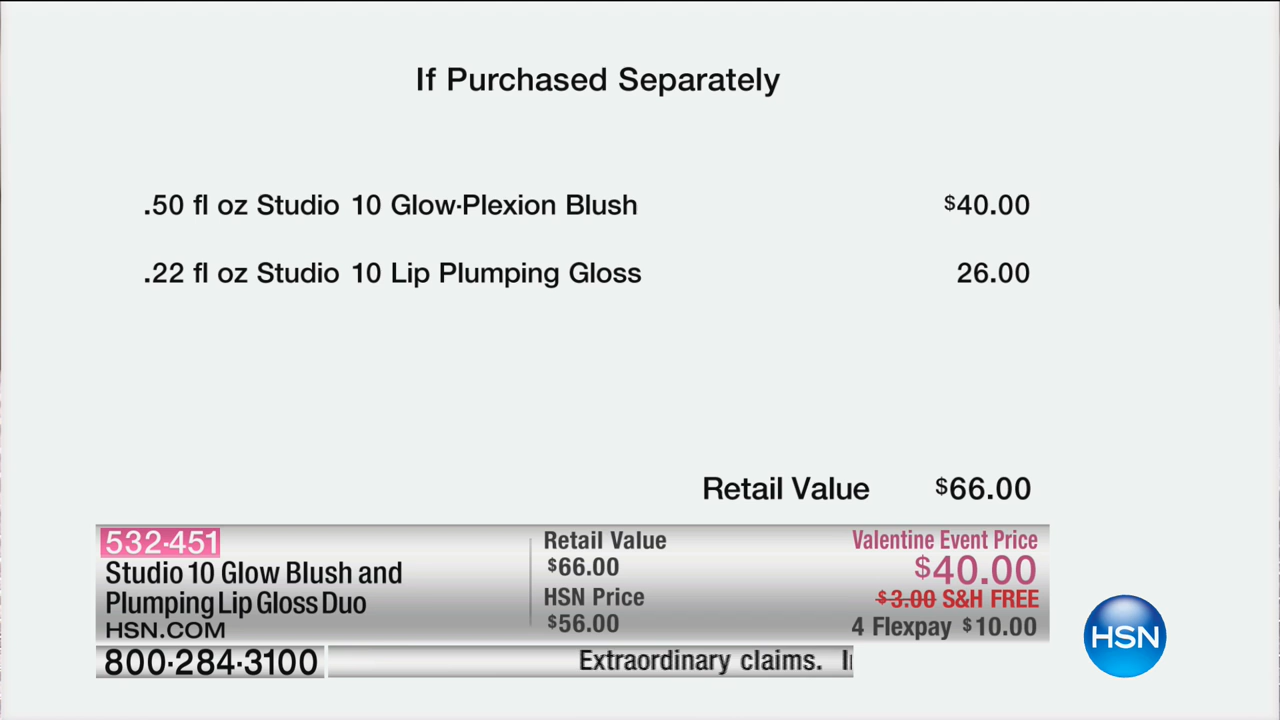 If Purchased Separately
.50 fl oz Studio 10 Glow·Plexion Blush $40.00
.22 fl oz Studio 10 Lip Plumping Gloss 26.00
Retail Value $66.00
532·451
Studio 10 Glow Blush and
Plumping Lip Gloss Duo
HSN.COM
Retail Value
$66.00
HSN Price
$56.00
Valentine Event Price
$40.00
$3.00 S&H FREE
4 Flexpay $10.00
HSN
800·284·3100
Extraordinary claims.